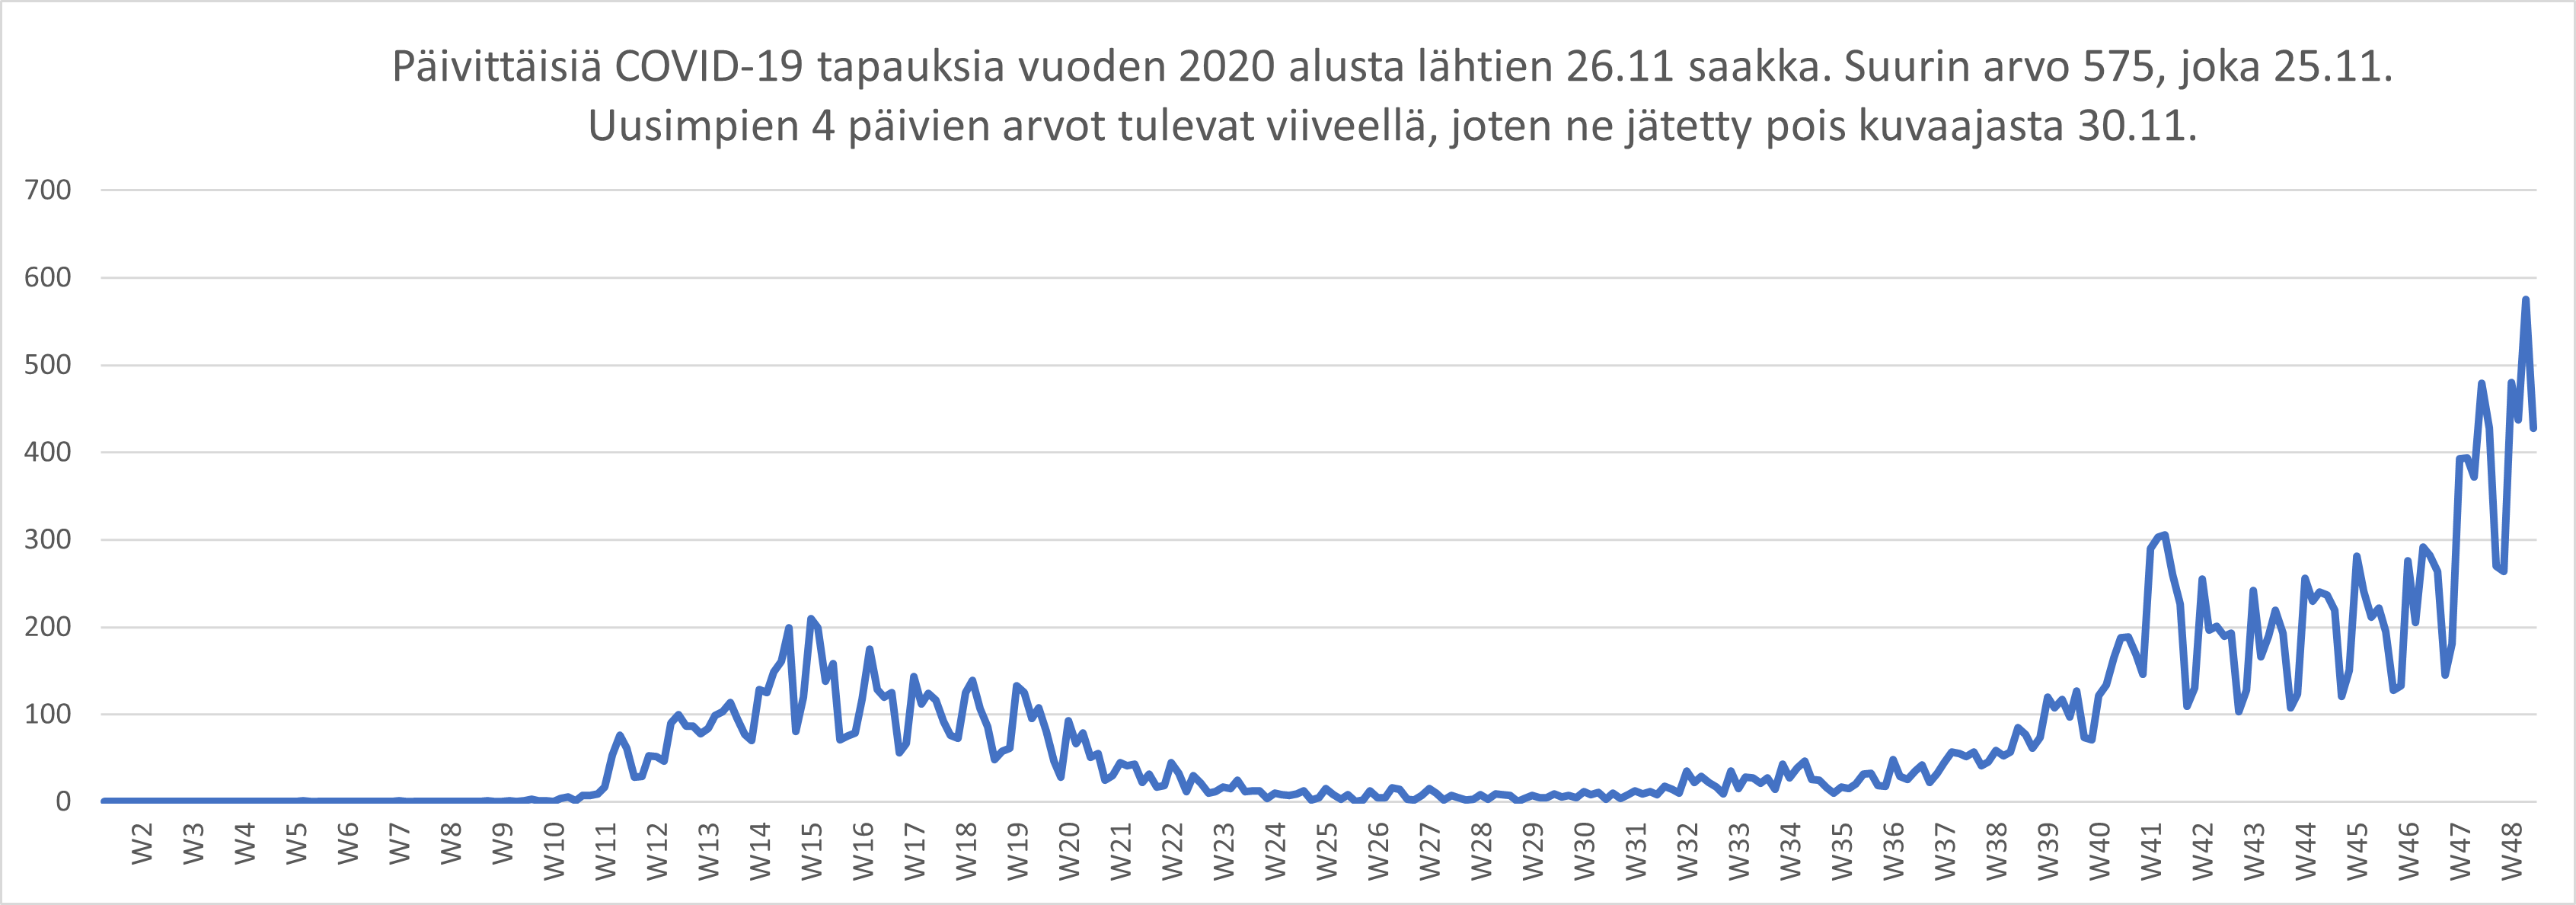 Päivittäisiä COVID-19 tapauksia vuoden 2020 alusta lähtien 26.11 saakka. Suurin arvo 575, joka 25.11.
Uusimpien 4 päivien arvot tulevat viiveellä, joten ne jätetty pois kuvaajasta 30.11.
700
600
500
400
300
200
100
0
W2
W3
W4
W5
W6
W7
W8
W9
W10
W11
W12
W13
W14
W15
W16
W17
W18
W19
W20
W21
W22
W23
W24
W25
W26
W27
W28
W29
W30
W31
W32
W33
W34
W35
W36
W37
W38
W39
W40
W41
W42
W43
W44
W45
W46
W47
W48